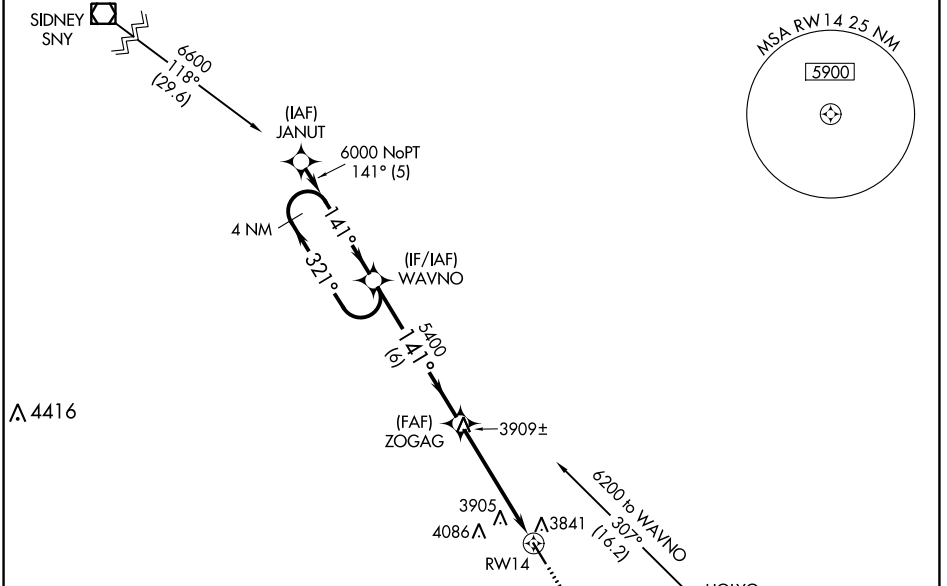 SIDNEY
SNY
6600
118°
(29.6)
MSA RW14 25 NM
5900
(IAF)
JANUT
6000 NoPT
141° (5)
4 NM
141°
321°
(IF/IAF)
WAVNO
5400
141°
(6)
4416
(FAF)
ZOGAG
3909±
3905
4086
3841
RW14
6200 to WAVNO
307°
(16.2)